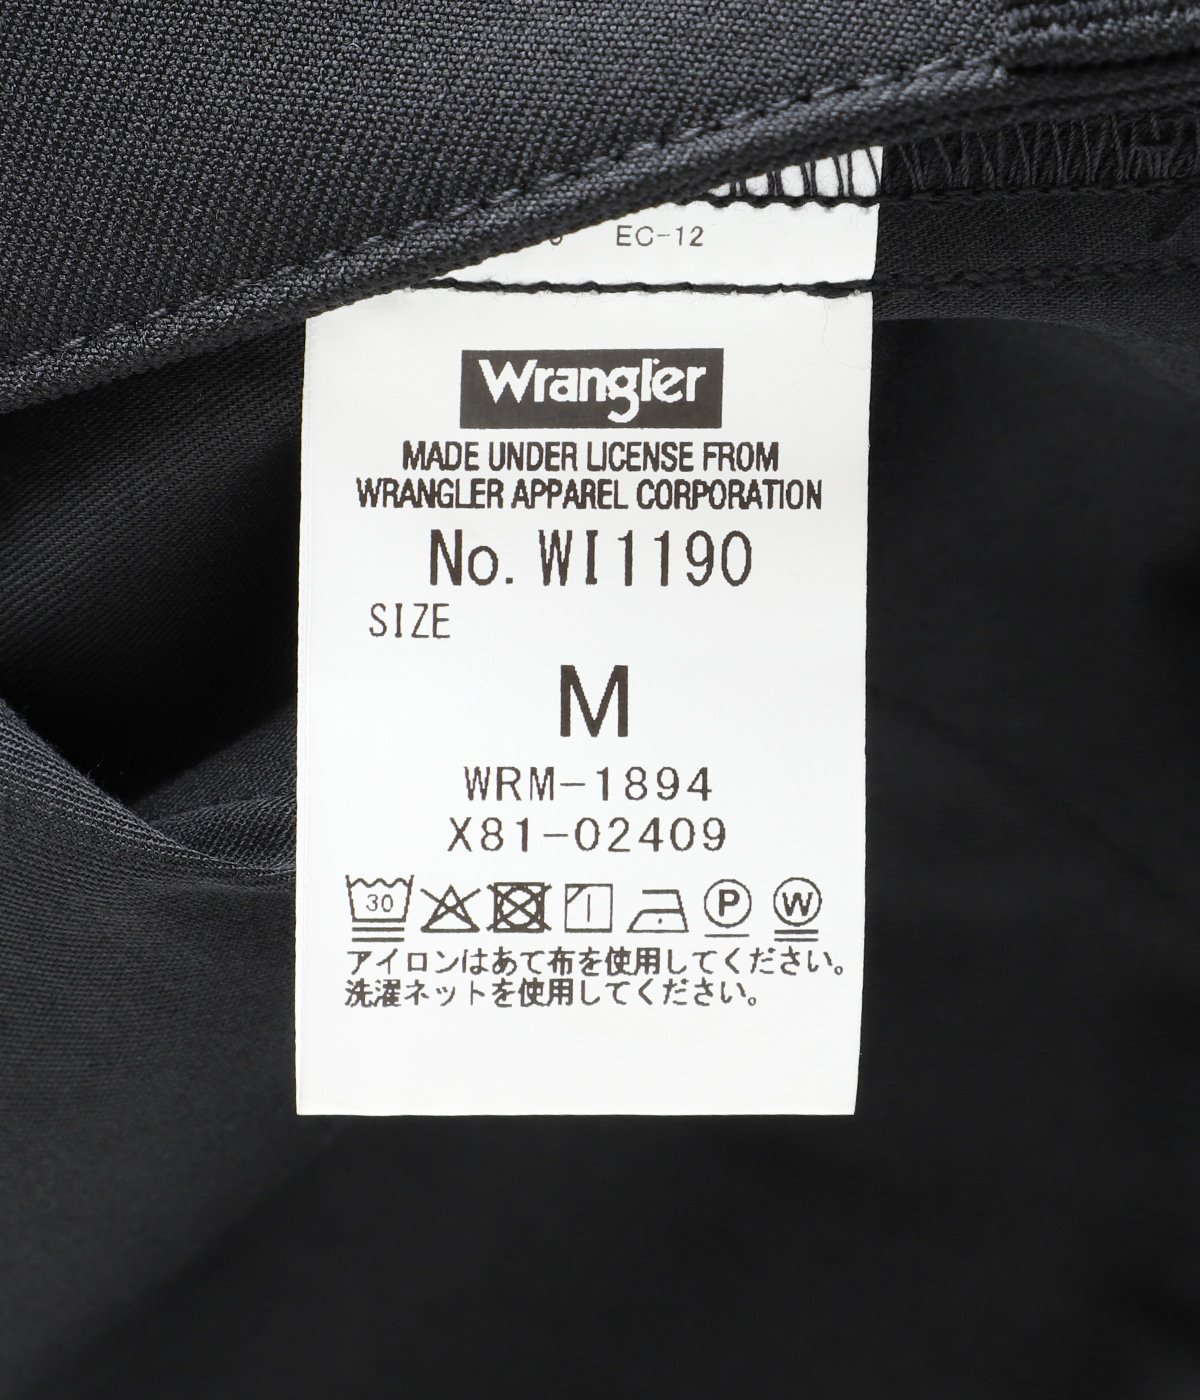 EC-12
Wrangler
MADE UNDER LICENSE FROM
WRANGLER APPAREL CORPORATION
No. WI1190
SIZE
M
WRM-1894
X81-02409
30 P W
アイロンはあて布を使用してください。
洗濯ネットを使用してください。